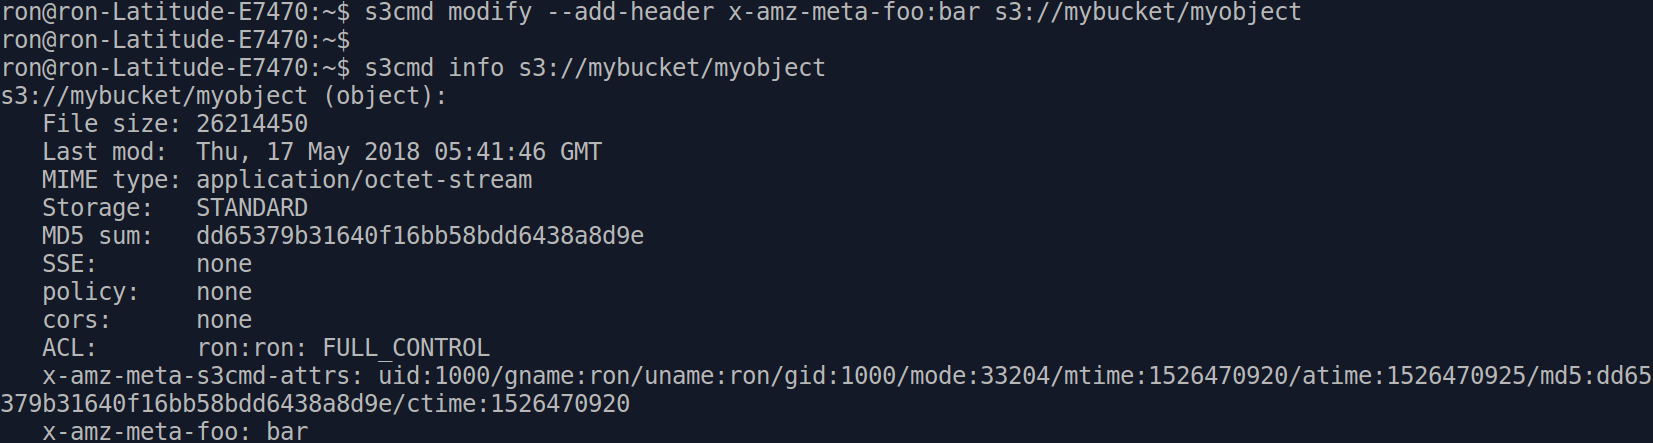 ron@ron-Latitude-E7470:~$ s3cmd modify --add-header x-amz-meta-foo:bar s3://mybucket/myobject
ron@ron-Latitude-E7470:~$
ron@ron-Latitude-E7470:~$ s3cmd info s3://mybucket/myobject
s3://mybucket/myobject (object):
   File size: 26214450
   Last mod:  Thu, 17 May 2018 05:41:46 GMT
   MIME type: application/octet-stream
   Storage:   STANDARD
   MD5 sum:   dd65379b31640f16bb58bdd6438a8d9e
   SSE:       none
   policy:    none
   cors:      none
   ACL:       ron:ron: FULL_CONTROL
   x-amz-meta-s3cmd-attrs: uid:1000/gname:ron/uname:ron/gid:1000/mode:33204/mtime:1526470920/atime:1526470925/md5:dd65
379b31640f16bb58bdd6438a8d9e/ctime:1526470920
   x-amz-meta-foo: bar